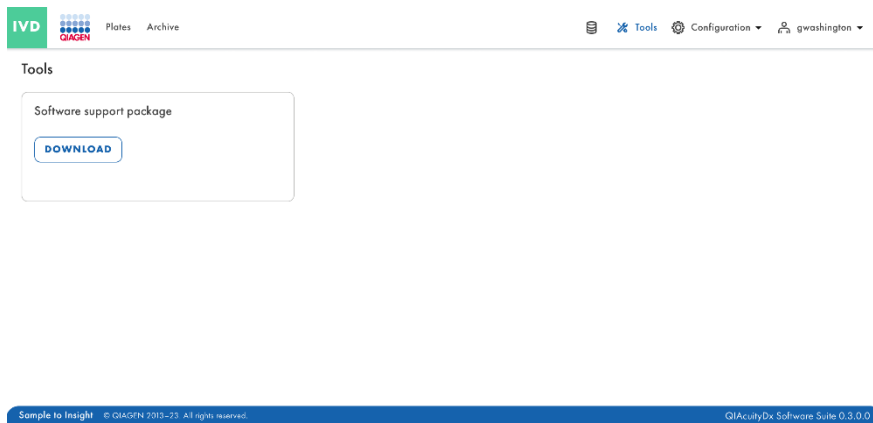 IVD QIAGEN Plates Archive Tools Configuration gwashington
Tools
Software support package
DOWNLOAD
Sample to Insight © QIAGEN 2013–23 All rights reserved. QIAcuityDx Software Suite 0.3.0.0